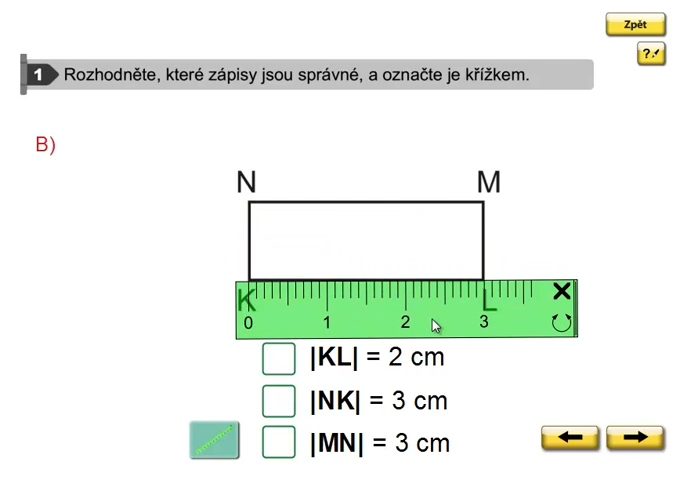 Zpět
?
1 Rozhodněte, které zápisy jsou správné, a označte je křížkem.
B)
N M
K L
0 1 2 3
|KL| = 2 cm
|NK| = 3 cm
|MN| = 3 cm